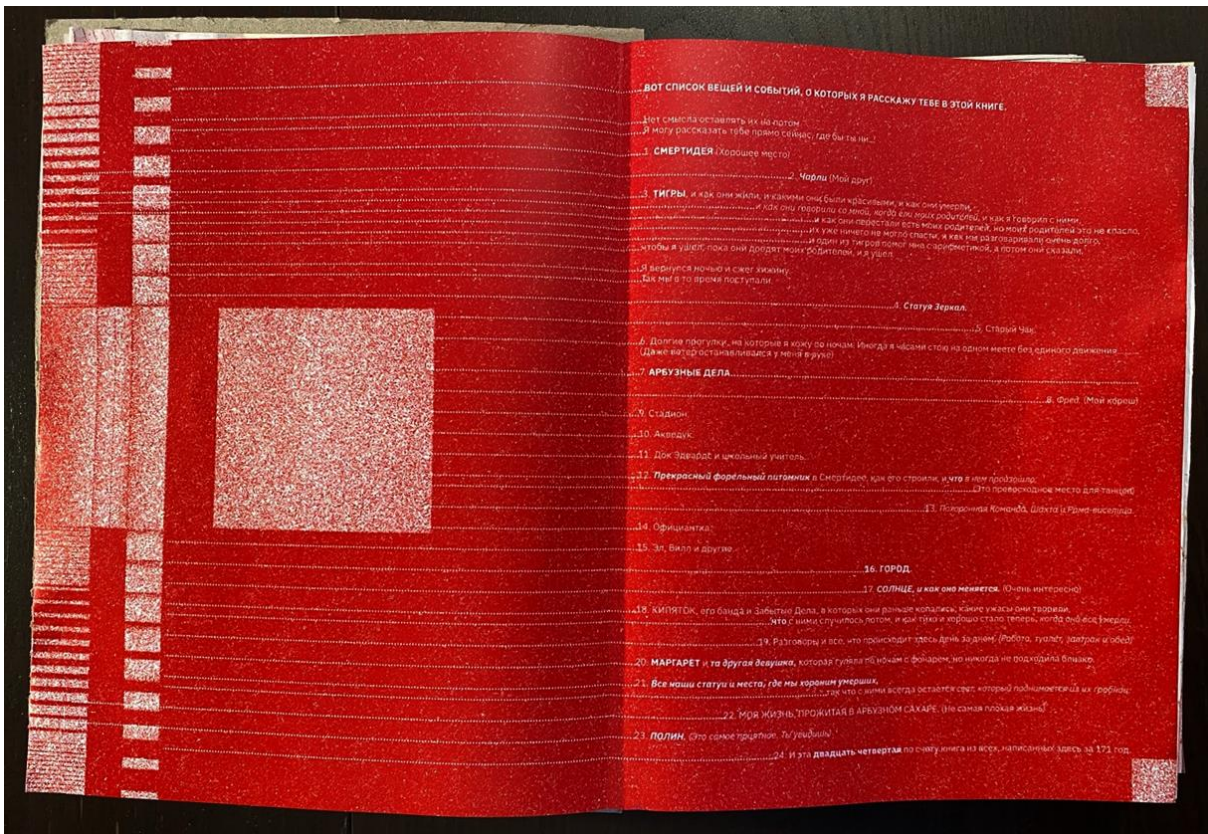 ВОТ СПИСОК ВЕЩЕЙ И СОБЫТИЙ, О КОТОРЫХ Я РАССКАЖУ ТЕБЕ В ЭТОЙ КНИГЕ.
Нет смысла оставлять их на потом.
Я могу рассказать тебе прямо сейчас, где бы ты ни...
1. СМЕРТИДЕЯ (Хорошее место)
2. Чарли (Мой друг)
3. ТИГРЫ, и как они жили, и какими они были красивыми, и как они умерли,
и как они говорили со мной, когда ели моих родителей, и как я говорил с ними,
и как они перестали есть моих родителей, но моих родителей это не спасло,
их уже ничего не могло спасти, и как мы разговаривали очень долго,
и один из тигров помог мне с арифметикой, а потом они сказали,
чтобы я ушел, пока они доедят моих родителей, и я ушел.
Я вернулся ночью и сжег хижину.
Так мы в то время поступали.
4. Статуя Зеркал.
5. Старый Чак.
6. Долгие прогулки, на которые я хожу по ночам. Иногда я часами стою на одном месте без единого движения.
(Даже ветер останавливался у меня в руке)
7. АРБУЗНЫЕ ДЕЛА
8. Фред. (Мой кореш)
9. Стадион.
10. Акведук.
11. Док Эдвардс и школьный учитель.
12. Прекрасный форельный питомник в Смертидее, как его строили, и что в нем произошло.
(Это превосходное место для танцев)
13. Похоронная Команда, Шахта и Рама-виселица.
14. Официантка.
15. Эл, Билл и другие.
16. ГОРОД.
17. СОЛНЦЕ, и как оно меняется. (Очень интересно)
18. КИПЯТОК, его банда и Забытые Дела, в которых они раньше копались, какие ужасы они творили,
что с ними случилось потом, и как тихо и хорошо стало теперь, когда они все умерли.
19. Разговоры и все, что происходит здесь день за днем. (Работа, туалет, завтрак и обед)
20. МАРГАРЕТ и та другая девушка, которая гуляла по ночам с фонарем, но никогда не подходила близко.
21. Все наши статуи и места, где мы хороним умерших,
так что с ними всегда остается свет, который поднимается из их гробниц.
22. МОЯ ЖИЗНЬ, ПРОЖИТАЯ В АРБУЗНОМ САХАРЕ. (Не самая плохая жизнь)
23. ПОЛИН. (Это самое приятное. Ты увидишь)
24. И эта двадцать четвертая по счету книга из всех, написанных здесь за 171 год.